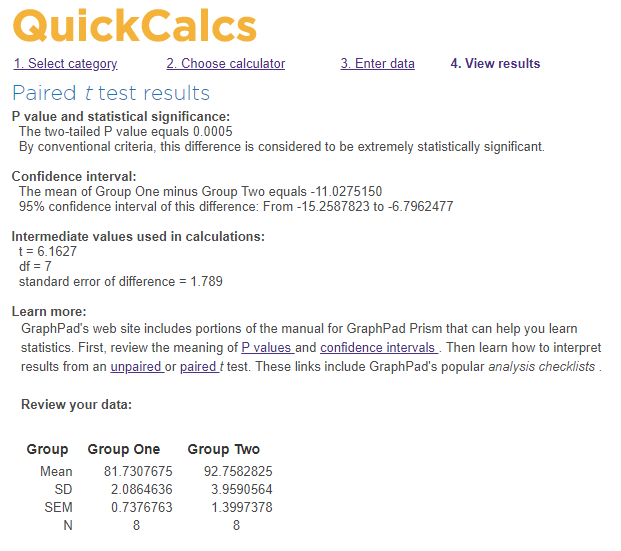 QuickCalcs
1. Select category 2. Choose calculator 3. Enter data 4. View results
Paired t test results
P value and statistical significance:
The two-tailed P value equals 0.0005
By conventional criteria, this difference is considered to be extremely statistically significant.
Confidence interval:
The mean of Group One minus Group Two equals -11.0275150
95% confidence interval of this difference: From -15.2587823 to -6.7962477
Intermediate values used in calculations:
t = 6.1627
df = 7
standard error of difference = 1.789
Learn more:
GraphPad's web site includes portions of the manual for GraphPad Prism that can help you learn
statistics. First, review the meaning of P values and confidence intervals . Then learn how to interpret
results from an unpaired or paired t test. These links include GraphPad's popular analysis checklists .
Review your data:
Group Group One Group Two
Mean 81.7307675 92.7582825
SD 2.0864636 3.9590564
SEM 0.7376763 1.3997378
N 8 8